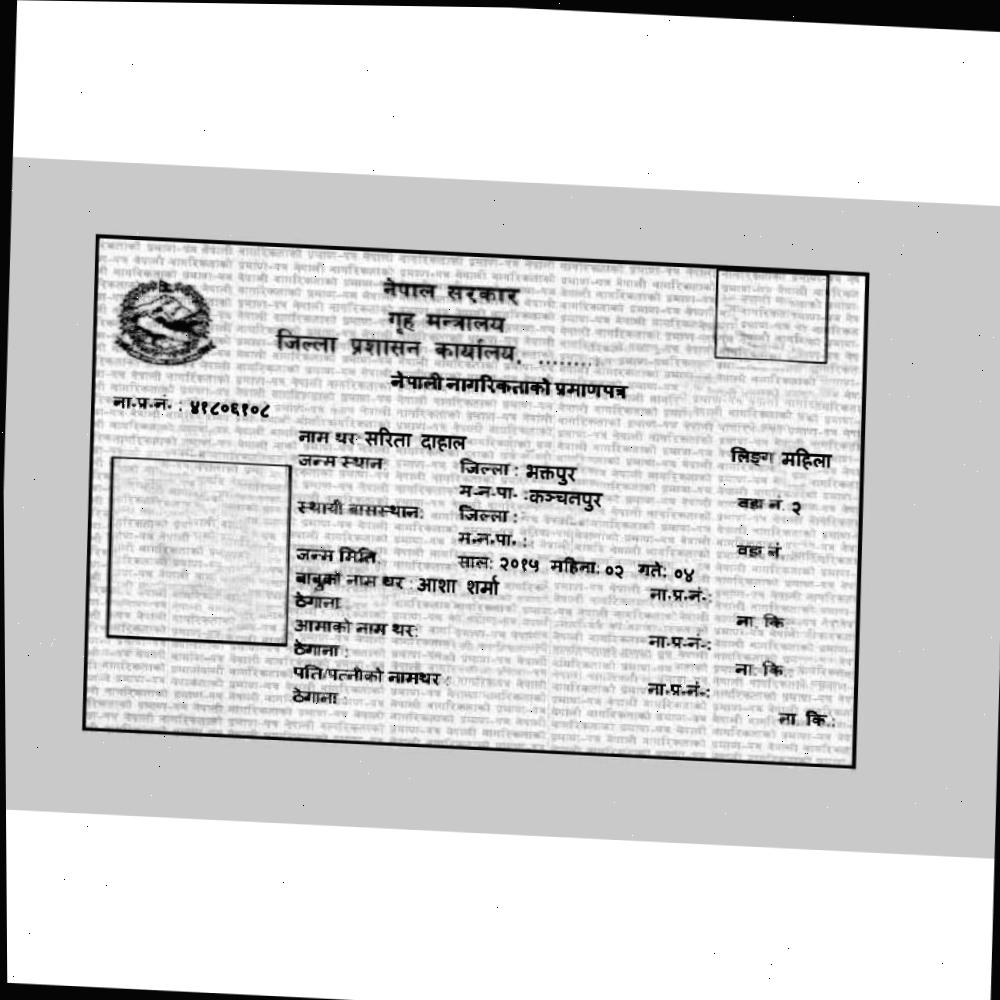 नेपाल सरकार
गृह मन्त्रालय
जिल्ला प्रशासन कार्यालय, .........
नेपाली नागरिकताको प्रमाणपत्र
ना.प्र.नं. : ४१८०६१०८
नाम थर सरिता दाहाल लिङ्ग महिला
जन्म स्थान जिल्ला : भक्तपुर
म.न.पा. : कञ्चनपुर वडा नं. २
स्थायी बासस्थान: जिल्ला :
म.न.पा. : वडा नं
जन्म मिति साल: २०१५ महिना: ०२ गते: ०४
बाबुको नाम थर : आशा शर्मा ना.प्र.नं.:
ठेगाना ना. कि
आमाको नाम थर: ना.प्र.नं.:
ठेगाना : ना. कि.:
पति/पत्नीको नामथर : ना.प्र.नं.:
ठेगाना : ना. कि.: